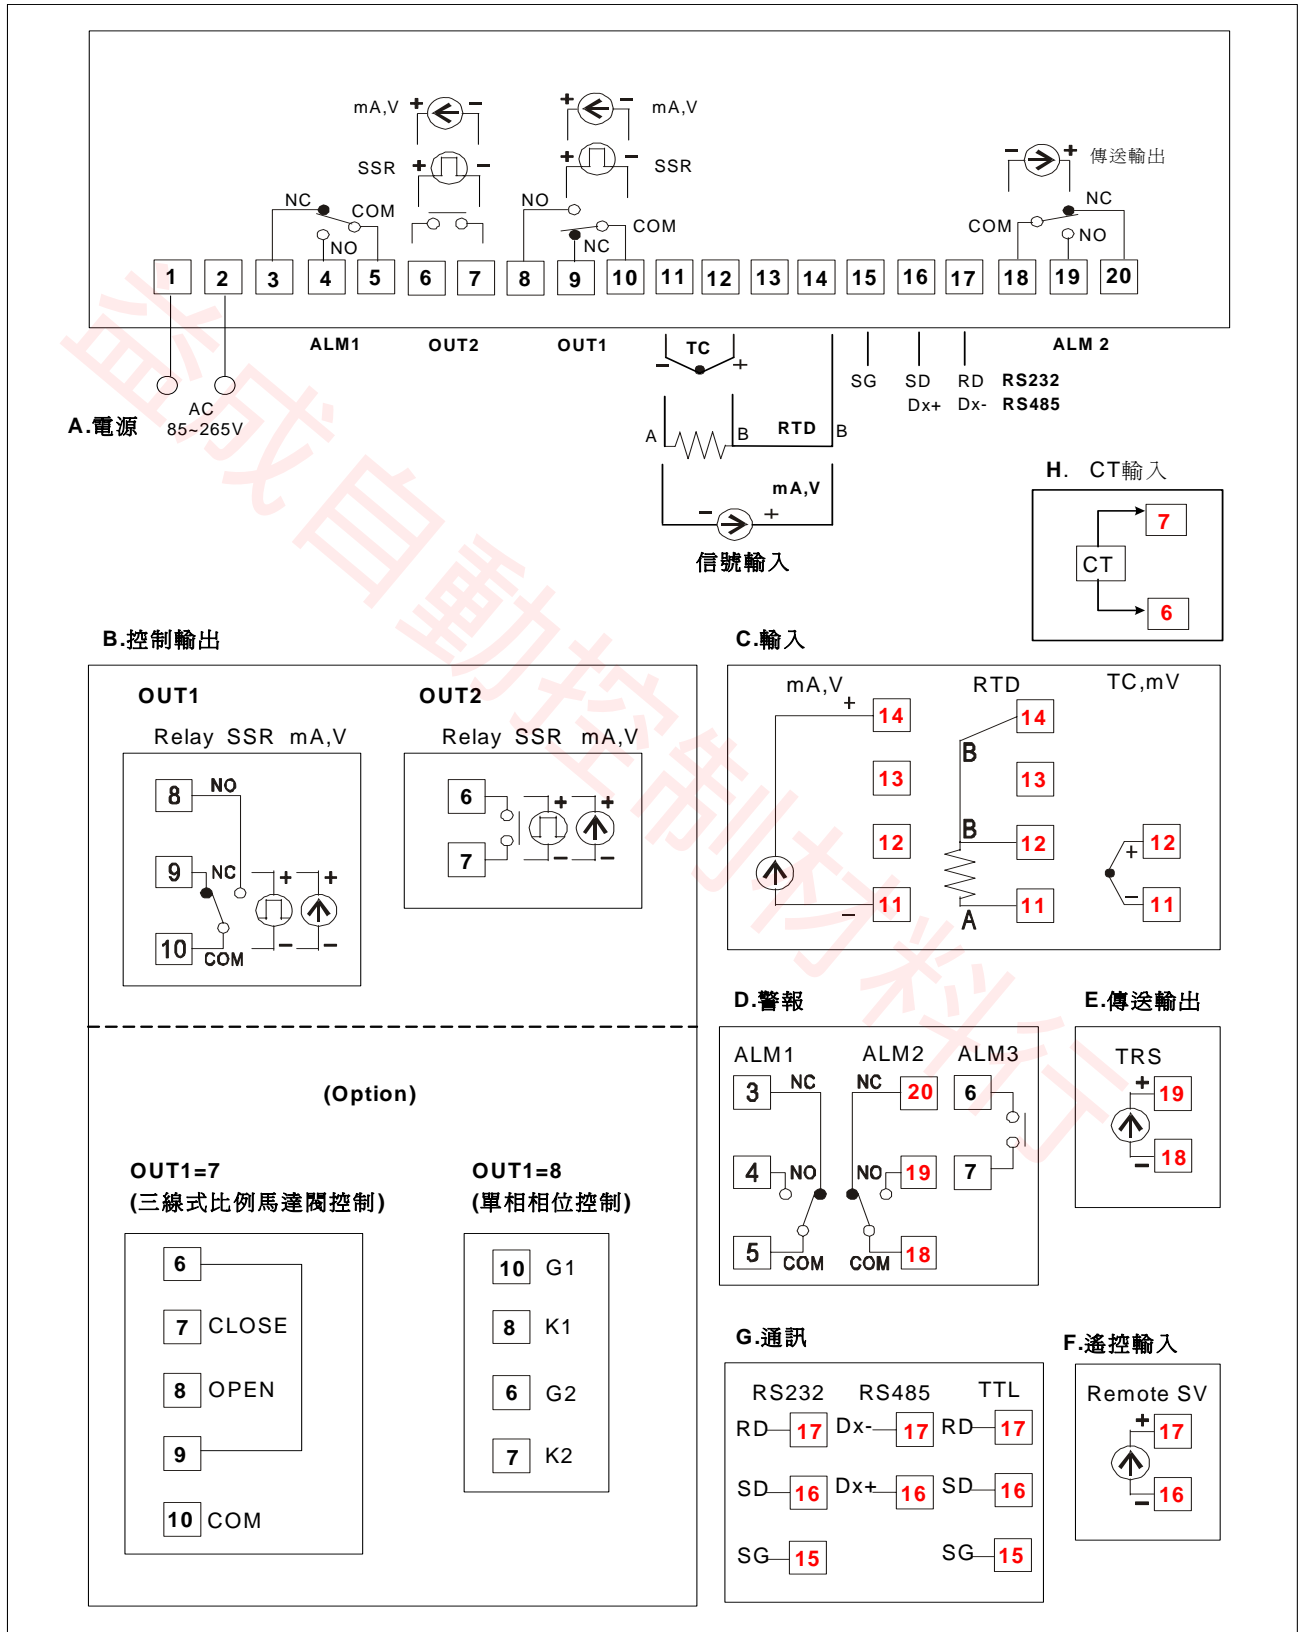 mA,V + - + - mA,V
SSR + - + - SSR
- + 傳送輸出
NC COM NO NO COM NC NC COM NO
1 2 3 4 5 6 7 8 9 10 11 12 13 14 15 16 17 18 19 20
ALM1 OUT2 OUT1 - TC + ALM 2
SG SD RD RS232
Dx+ Dx- RS485
AC
A.電源 85~265V
A B RTD B
mA,V
- +
信號輸入
H. CT輸入
7
CT
6
B.控制輸出
OUT1 OUT2
Relay SSR mA,V Relay SSR mA,V
8 NO
9 NC + +
10 COM - -
6 + +
7 - -
C.輸入
mA,V RTD TC,mV
+ 14 14
B
13 13
B
12 12 + 12
- 11 A 11 - 11
D.警報
ALM1 ALM2 ALM3
3 NC NC 20 6
4 NO NO 19 7
5 COM COM 18
E.傳送輸出
TRS
+ 19
- 18
(Option)
OUT1=7
(三線式比例馬達閥控制)
6
7 CLOSE
8 OPEN
9
10 COM
OUT1=8
(單相相位控制)
10 G1
8 K1
6 G2
7 K2
G.通訊
RS232 RS485 TTL
RD 17 Dx- 17 RD 17
SD 16 Dx+ 16 SD 16
SG 15 SG 15
F.遙控輸入
Remote SV
+ 17
- 16
益成自動控制材料行